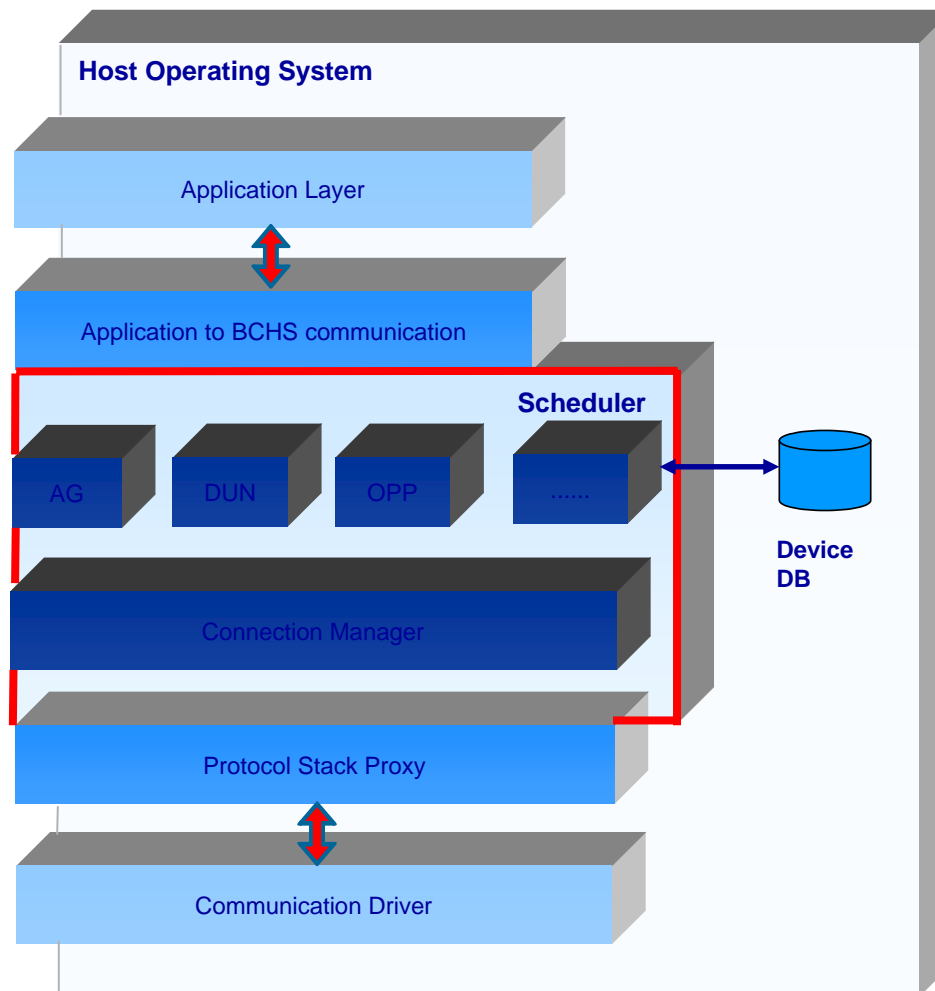 Host Operating System
Application Layer
Application to BCHS communication
Scheduler
AG
DUN
OPP
......
Device
DB
Connection Manager
Protocol Stack Proxy
Communication Driver